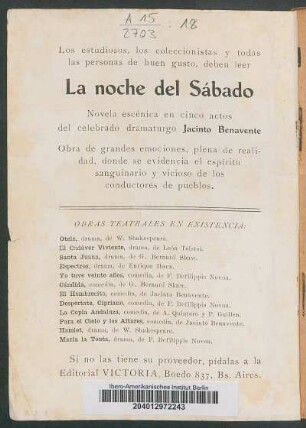 A 15 : 18
2703
Los estudiosos, los coleccionistas y todas
las personas de buen gusto, deben leer
La noche del Sábado
Novela escénica en cinco actos
del celebrado dramaturgo Jacinto Benavente
Obra de grandes emociones, plena de reali-
dad, donde se evidencia el espíritu
sanguinario y vicioso de los
conductores de pueblos.
OBRAS TEATRALES EN EXISTENCIA:
Otelo, drama, de W. Shakespeare.
El Cadáver Viviente, drama, de León Tolstoi.
Santa Juana, drama, de G. Bernard Shaw.
Espectros, drama, de Enrique Ibsen.
Yo tuve veinte años, comedia, de F. Defilippis Novoa.
Cándida, comedia, de G. Bernard Shaw.
El Hombrecito, comedia, de Jacinto Benavente.
Despertate, Cipriano, comedia, de F. Defilippis Novoa.
La Copla Andaluza, comedia, de A. Quintero y P. Guillén.
Para el Cielo y los Altares, comedia, de Jacinto Benavente.
Hamlet, drama, de W. Shakespeare.
María la Tonta, drama, de F. Defilippis Novoa.
Si no las tiene su proveedor, pídalas a la
Editorial VICTORIA, Boedo 837, Bs. Aires.
Ibero-Amerikanisches Institut Berlin
204012972243